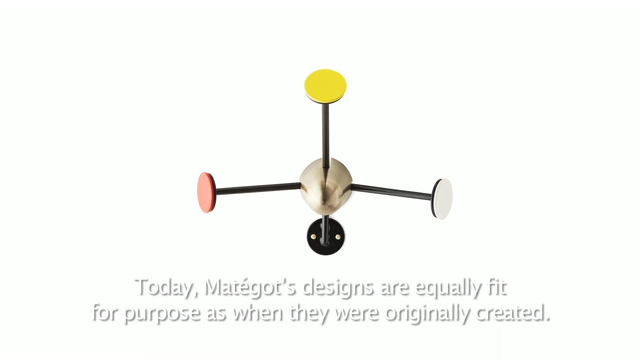 Today, Matégot's designs are equally fit
for purpose as when they were originally created.